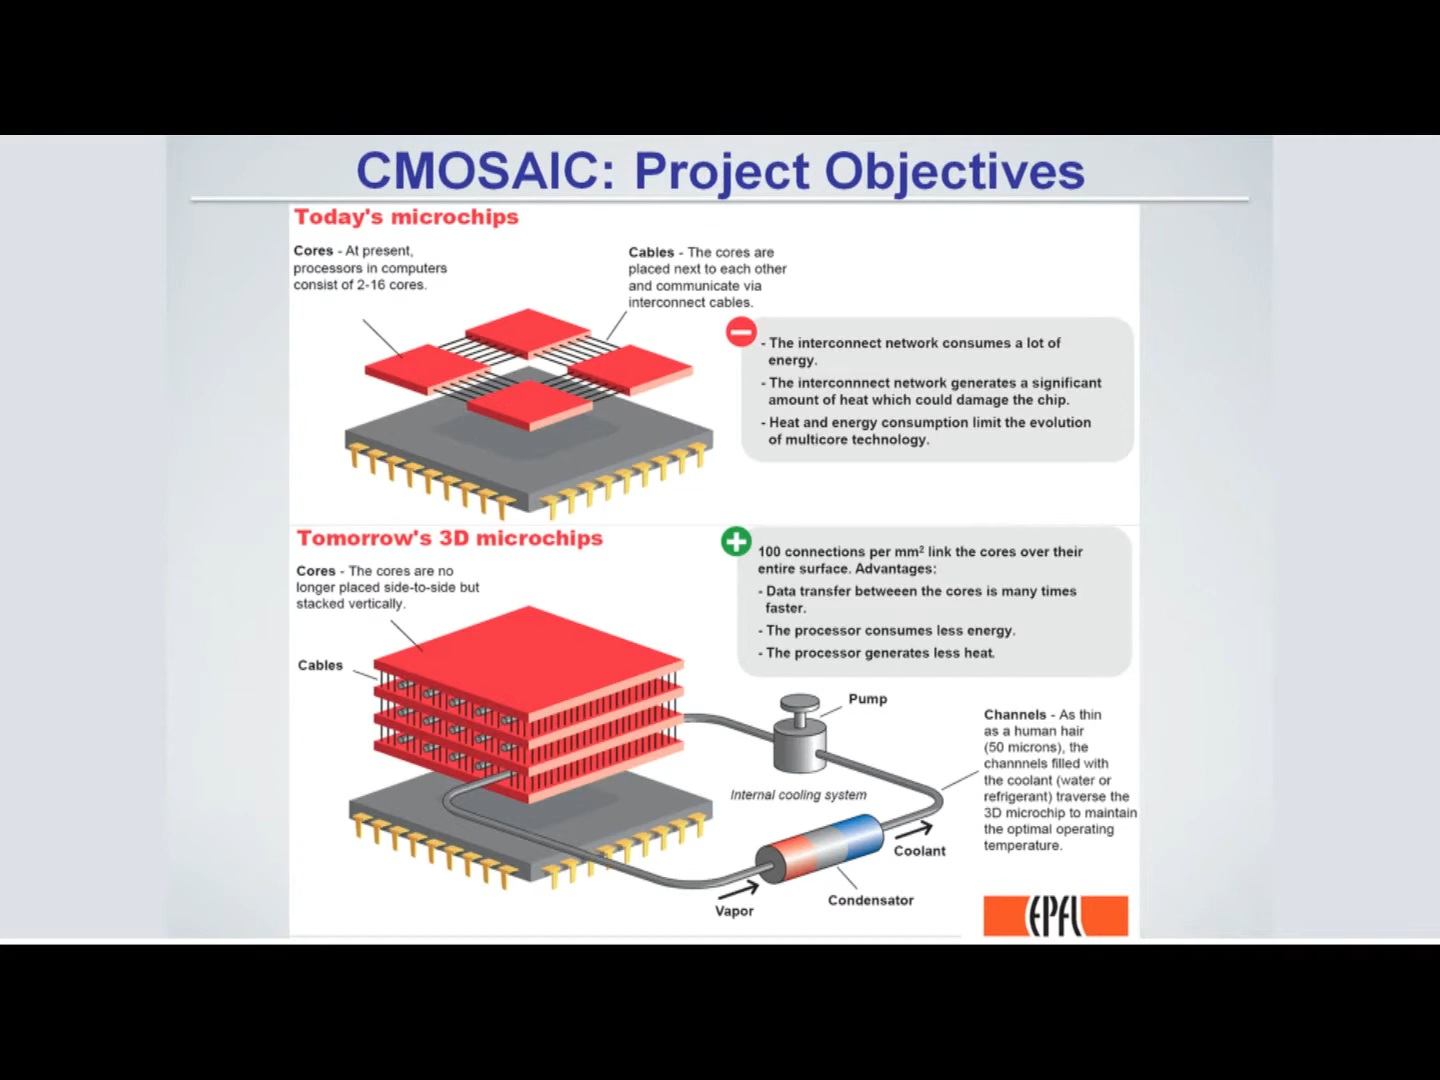 CMOSAIC: Project Objectives
Today's microchips
Cores - At present,
processors in computers
consist of 2-16 cores.
Cables - The cores are
placed next to each other
and communicate via
interconnect cables.
- The interconnect network consumes a lot of
energy.
- The interconnnect network generates a significant
amount of heat which could damage the chip.
- Heat and energy consumption limit the evolution
of multicore technology.
Tomorrow's 3D microchips
Cores - The cores are no
longer placed side-to-side but
stacked vertically.
Cables
100 connections per mm² link the cores over their
entire surface. Advantages:
- Data transfer betweeen the cores is many times
faster.
- The processor consumes less energy.
- The processor generates less heat.
Pump
Channels - As thin
as a human hair
(50 microns), the
channnels filled with
the coolant (water or
refrigerant) traverse the
3D microchip to maintain
the optimal operating
temperature.
Internal cooling system
Coolant
Condensator
Vapor
EPFL